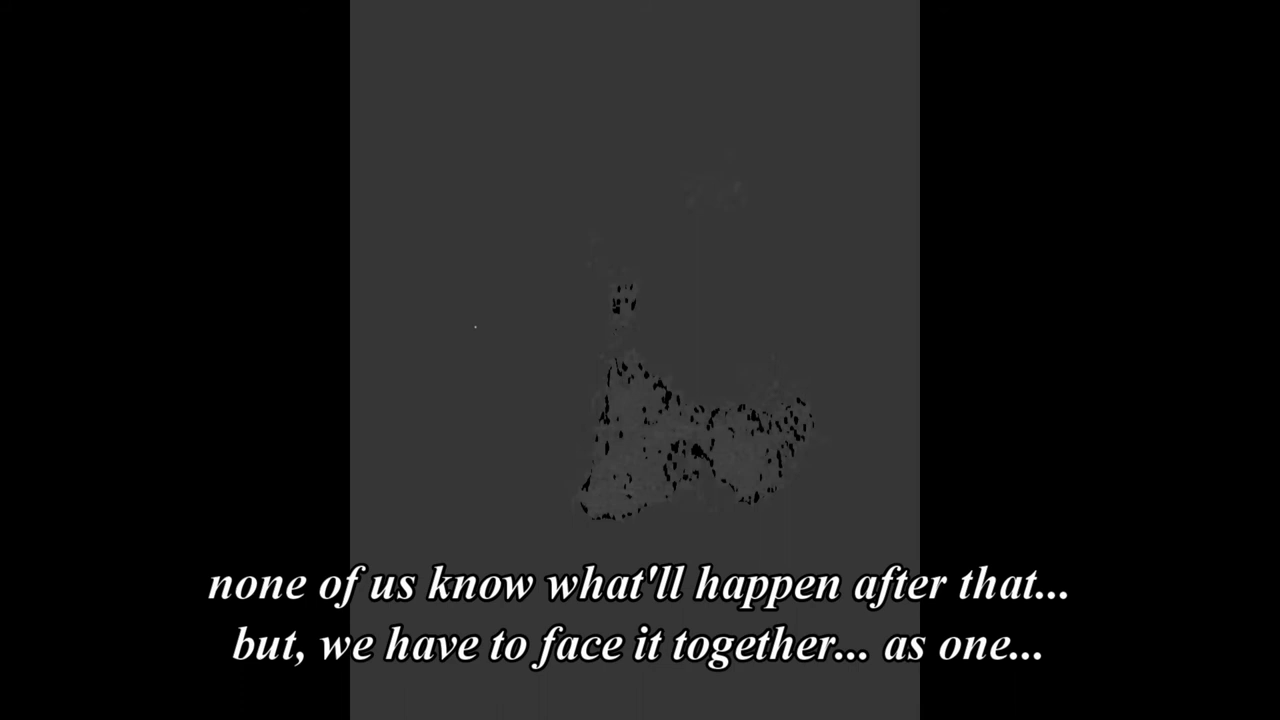 none of us know what'll happen after that...
but, we have to face it together... as one...